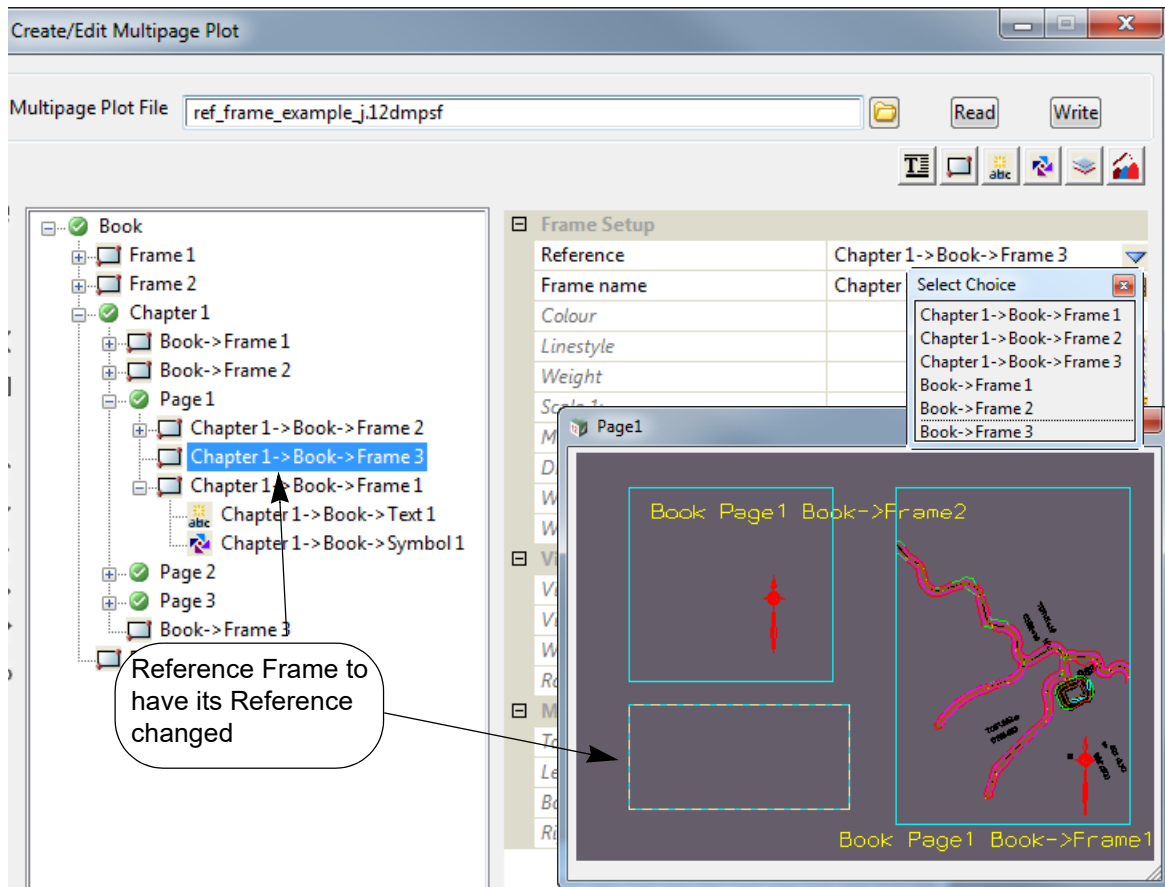 Create/Edit Multipage Plot
Multipage Plot File ref_frame_example_j.12dmpsf Read Write
abc
Book
Frame 1
Frame 2
Chapter 1
Book->Frame 1
Book->Frame 2
Page 1
Chapter 1->Book->Frame 2
Chapter 1->Book->Frame 3
Chapter 1->Book->Frame 1
abc Chapter 1->Book->Text 1
Chapter 1->Book->Symbol 1
Page 2
Page 3
Book->Frame 3
Reference Frame to
have its Reference
changed
Frame Setup
Reference Chapter 1->Book->Frame 3
Frame name Chapter
Colour
Linestyle
Weight
Scale 1:
Select Choice
Chapter 1->Book->Frame 1
Chapter 1->Book->Frame 2
Chapter 1->Book->Frame 3
Book->Frame 1
Book->Frame 2
Book->Frame 3
Page1
Book Page1 Book->Frame2
Book Page1 Book->Frame1